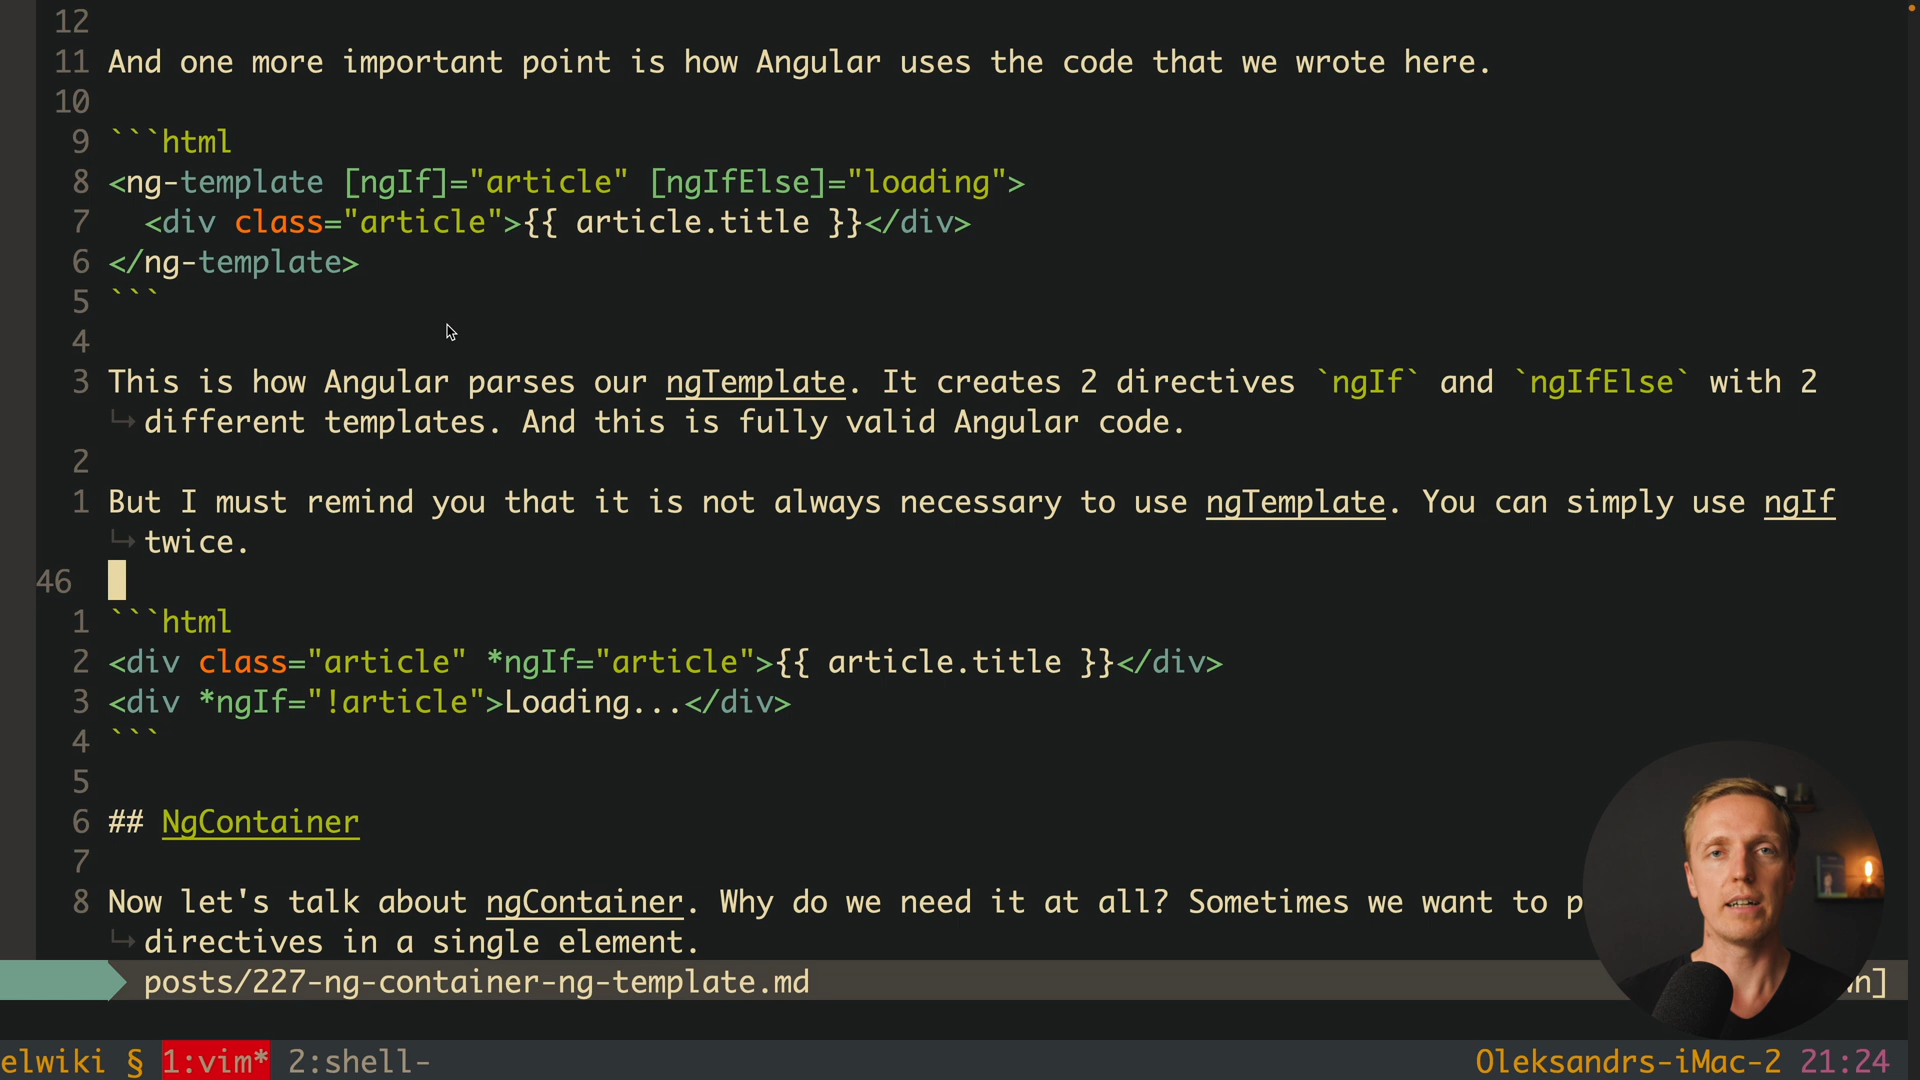 12
11 And one more important point is how Angular uses the code that we wrote here.
10
9 ```html
8 <ng-template [ngIf]="article" [ngIfElse]="loading">
7   <div class="article">{{ article.title }}</div>
6 </ng-template>
5 ```
4
3 This is how Angular parses our ngTemplate. It creates 2 directives `ngIf` and `ngIfElse` with 2
↪ different templates. And this is fully valid Angular code.
2
1 But I must remind you that it is not always necessary to use ngTemplate. You can simply use ngIf
↪ twice.
46
1 ```html
2 <div class="article" *ngIf="article">{{ article.title }}</div>
3 <div *ngIf="!article">Loading...</div>
4 ```
5
6 ## NgContainer
7
8 Now let's talk about ngContainer. Why do we need it at all? Sometimes we want to p
↪ directives in a single element.
posts/227-ng-container-ng-template.md n]
elwiki § 1:vim* 2:shell- Oleksandrs-iMac-2 21:24